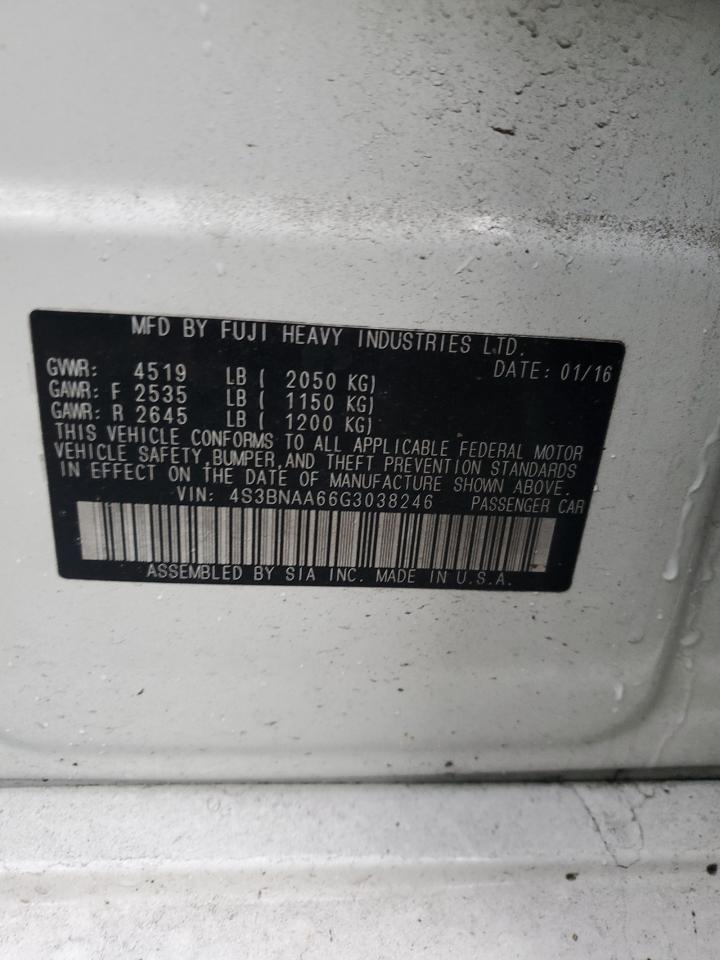 MFD BY FUJI HEAVY INDUSTRIES LTD.
GVWR: 4519 LB ( 2050 KG) DATE: 01/16
GAWR: F 2535 LB ( 1150 KG)
GAWR: R 2645 LB ( 1200 KG)
THIS VEHICLE CONFORMS TO ALL APPLICABLE FEDERAL MOTOR
VEHICLE SAFETY, BUMPER, AND THEFT PREVENTION STANDARDS
IN EFFECT ON THE DATE OF MANUFACTURE SHOWN ABOVE.
VIN: 4S3BNAA66G3038246 PASSENGER CAR
ASSEMBLED BY SIA INC. MADE IN U.S.A.